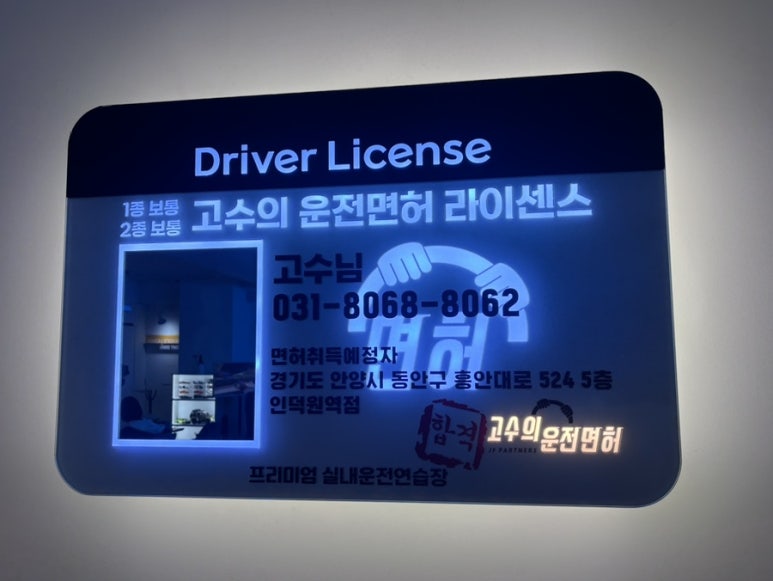 Driver License
1종 보통
2종 보통
고수의 운전면허 라이센스
고수님
031-8068-8062
면허
면허취득예정자
경기도 안양시 동안구 흥안대로 524 5층
인덕원역점
합격
고수의 운전면허
JF PARTNERS
프리미엄 실내운전연습장